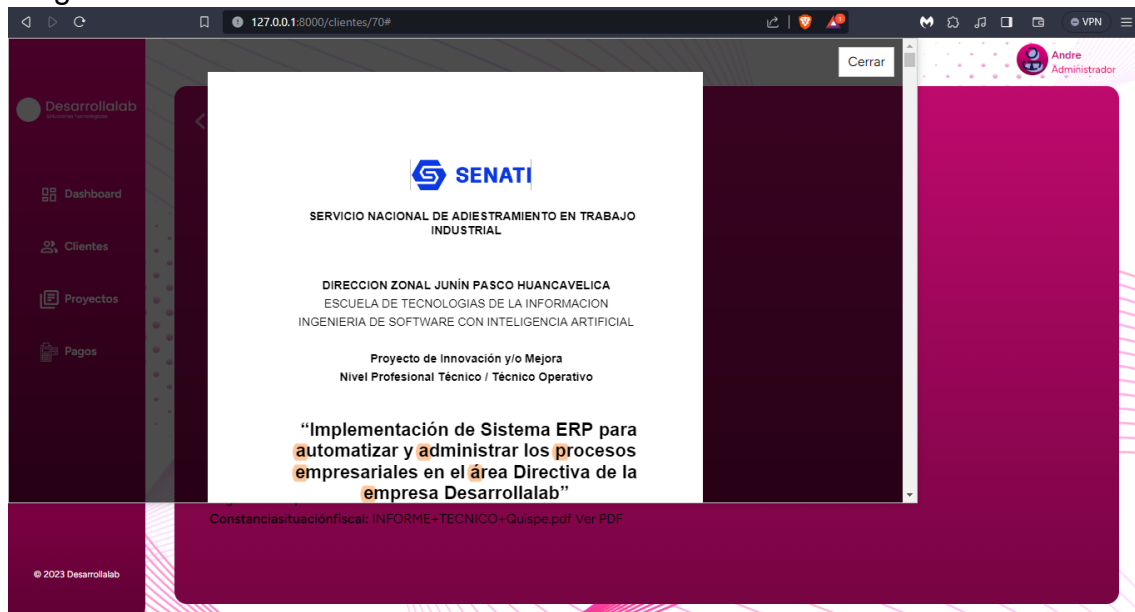 127.0.0.1:8000/clientes/70#
VPN
Cerrar
Andre
Administrador
Desarrollalab
Dashboard
Clientes
Proyectos
Pagos
SENATI
SERVICIO NACIONAL DE ADIESTRAMIENTO EN TRABAJO
INDUSTRIAL
DIRECCION ZONAL JUNÍN PASCO HUANCAVELICA
ESCUELA DE TECNOLOGIAS DE LA INFORMACION
INGENIERIA DE SOFTWARE CON INTELIGENCIA ARTIFICIAL
Proyecto de Innovación y/o Mejora
Nivel Profesional Técnico / Técnico Operativo
“Implementación de Sistema ERP para
automatizar y administrar los procesos
empresariales en el área Directiva de la
empresa Desarrollalab”
Constanciasituaciónfiscal: INFORME+TECNICO+Quispe.pdf Ver PDF
© 2023 Desarrollalab